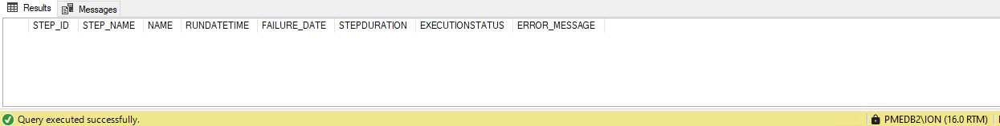 Results Messages
STEP_ID STEP_NAME NAME RUNDATETIME FAILURE_DATE STEPDURATION EXECUTIONSTATUS ERROR_MESSAGE
Query executed successfully. PMEDB2\ION (16.0 RTM)